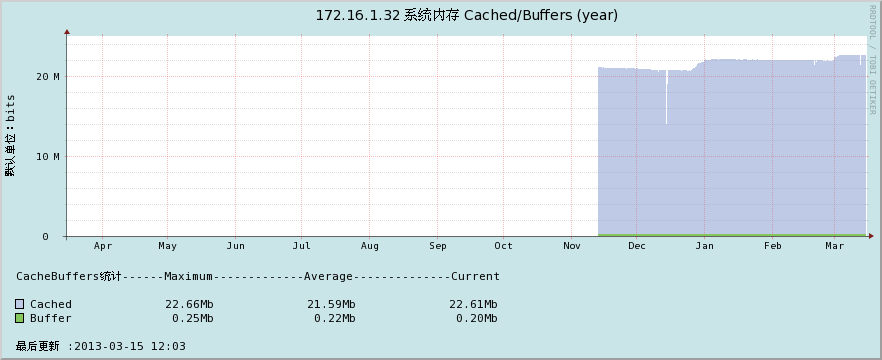 172.16.1.32 系统内存 Cached/Buffers (year)
RRDTOOL / TOBI OETIKER
默认单位：bits
20 M
10 M
0
Apr May Jun Jul Aug Sep Oct Nov Dec Jan Feb Mar
CacheBuffers统计------Maximum-------------Average--------------Current
Cached 22.66Mb 21.59Mb 22.61Mb
Buffer 0.25Mb 0.22Mb 0.20Mb
最后更新 :2013-03-15 12:03